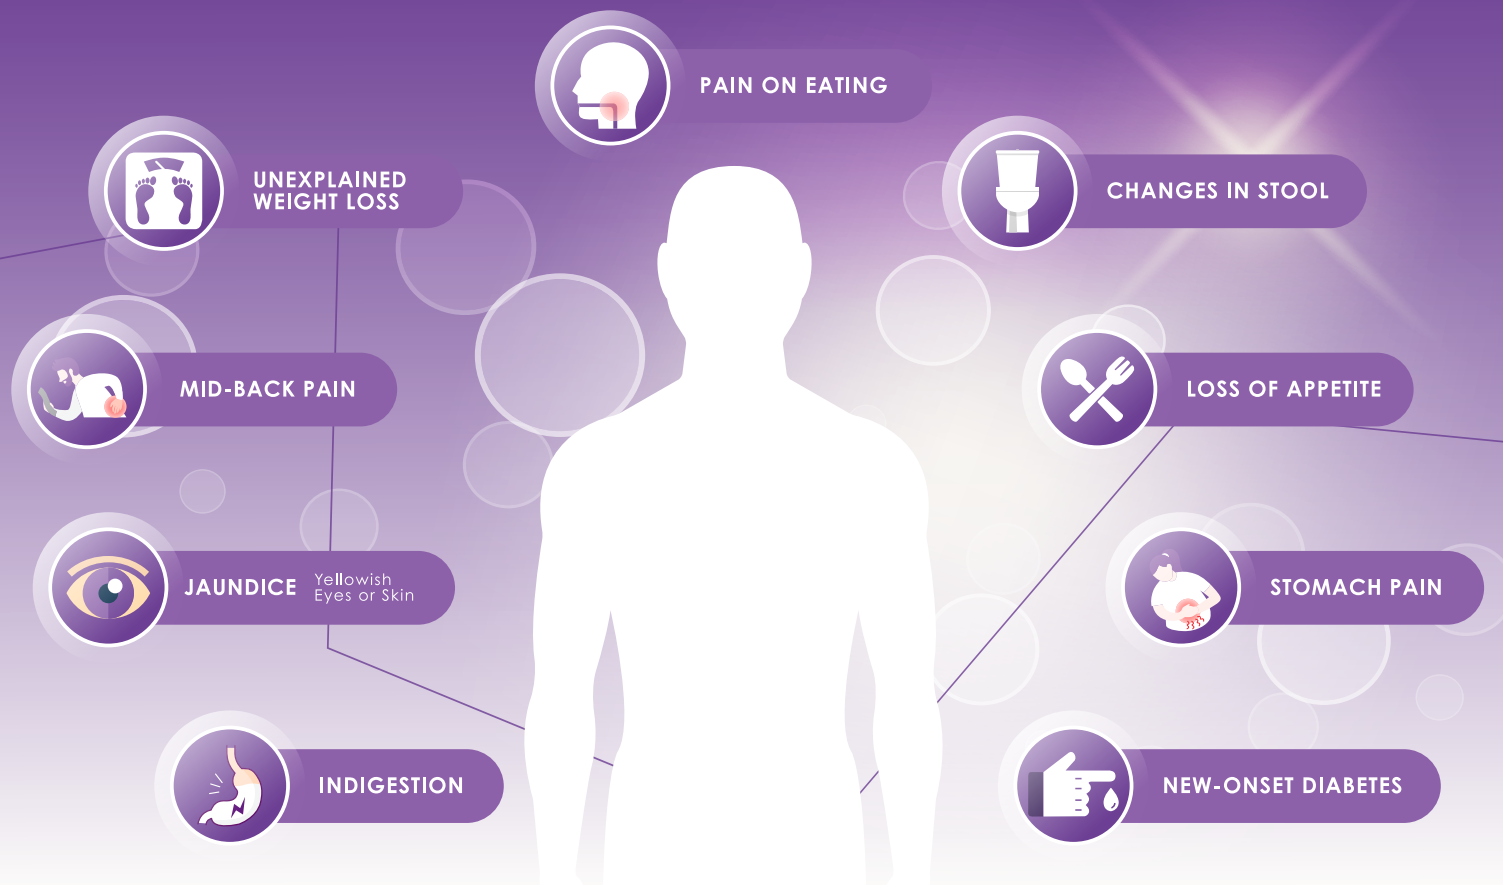 PAIN ON EATING
UNEXPLAINED
WEIGHT LOSS
CHANGES IN STOOL
MID-BACK PAIN
LOSS OF APPETITE
JAUNDICE
Yellowish
Eyes or Skin
STOMACH PAIN
INDIGESTION
NEW-ONSET DIABETES